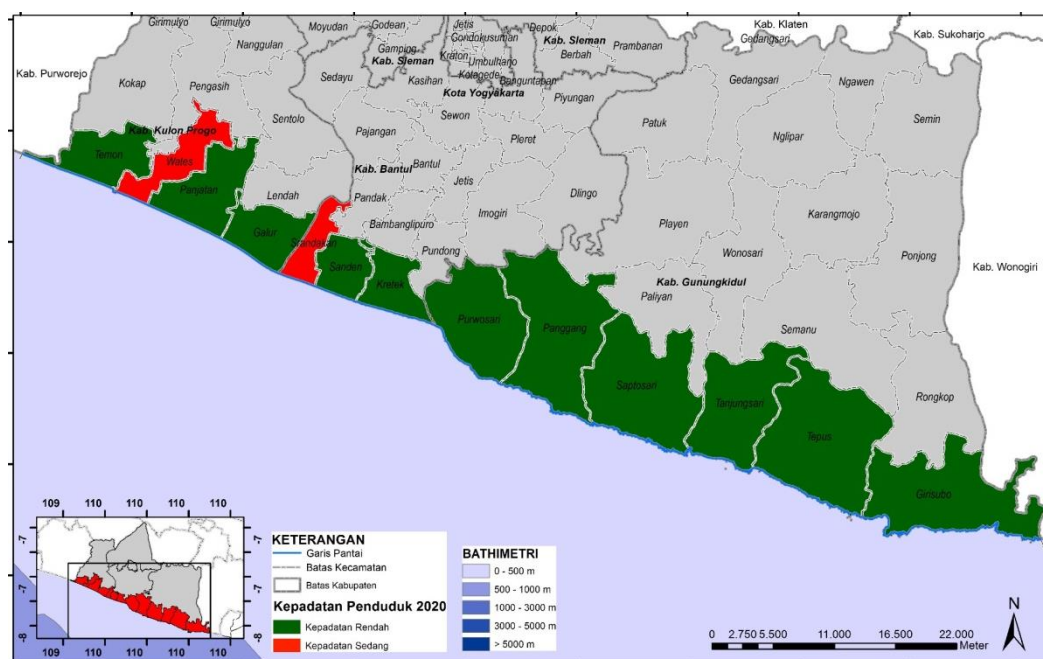 Girimulyo
Girimulyo
Moyudan
Godean
Jetis
Depok
Kab. Klaten
Gedangsari
Kab. Sukoharjo
Nanggulan
Gamping
Gondokusuman
Kab. Sleman
Prambanan
Kab. Purworejo
Kokap
Pengasih
Sedayu
Kab. Sleman
Kraton
Umbulharjo
Berbah
Kasihan
Kotagede
Banguntapan
Gedangsari
Ngawen
Kota Yogyakarta
Piyungan
Sentolo
Sewon
Semin
Kab. Kulon Progo
Pajangan
Pleret
Patuk
Nglipar
Temon
Wates
Kab. Bantul
Bantul
Panjatan
Lendah
Pandak
Jetis
Dlingo
Imogiri
Karangmojo
Galur
Srandakan
Bambanglipuro
Playen
Pundong
Wonosari
Ponjong
Sanden
Kab. Wonogiri
Kretek
Kab. Gunungkidul
Paliyan
Purwosari
Panggang
Semanu
Saptosari
Rongkop
Tanjungsari
Tepus
Girisubo
109 110 110 110 110
-7
-7
-8
-7
-7
-8
109 110 110 110 110
KETERANGAN
Garis Pantai
Batas Kecamatan
Batas Kabupaten
Kepadatan Penduduk 2020
Kepadatan Rendah
Kepadatan Sedang
BATHIMETRI
0 - 500 m
500 - 1000 m
1000 - 3000 m
3000 - 5000 m
> 5000 m
N
0 2.750 5.500 11.000 16.500 22.000
Meter